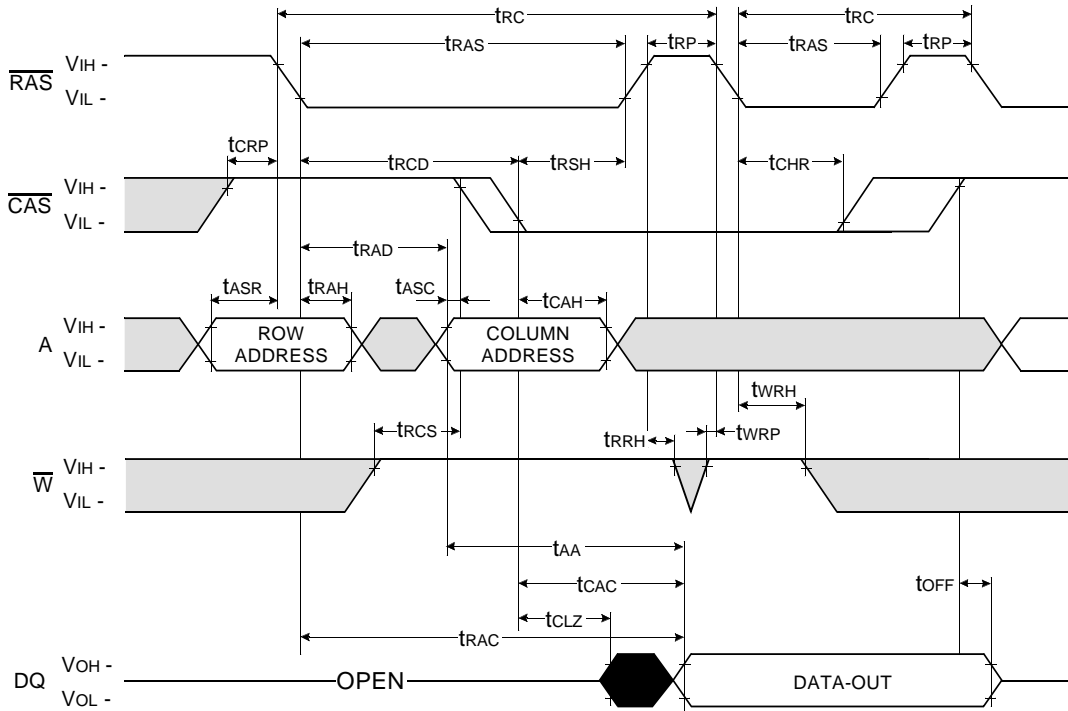 tRC tRC
tRAS tRP tRAS tRP
RAS VIH -
VIL -
tCRP tRCD tRSH tCHR
CAS VIH -
VIL -
tRAD
tASR tRAH tASC tCAH
A VIH -
VIL -
ROW
ADDRESS
COLUMN
ADDRESS
tWRH
tRCS tRRH tWRP
W VIH -
VIL -
tAA
tCAC tOFF
tCLZ
tRAC
DQ VOH -
VOL -
OPEN DATA-OUT